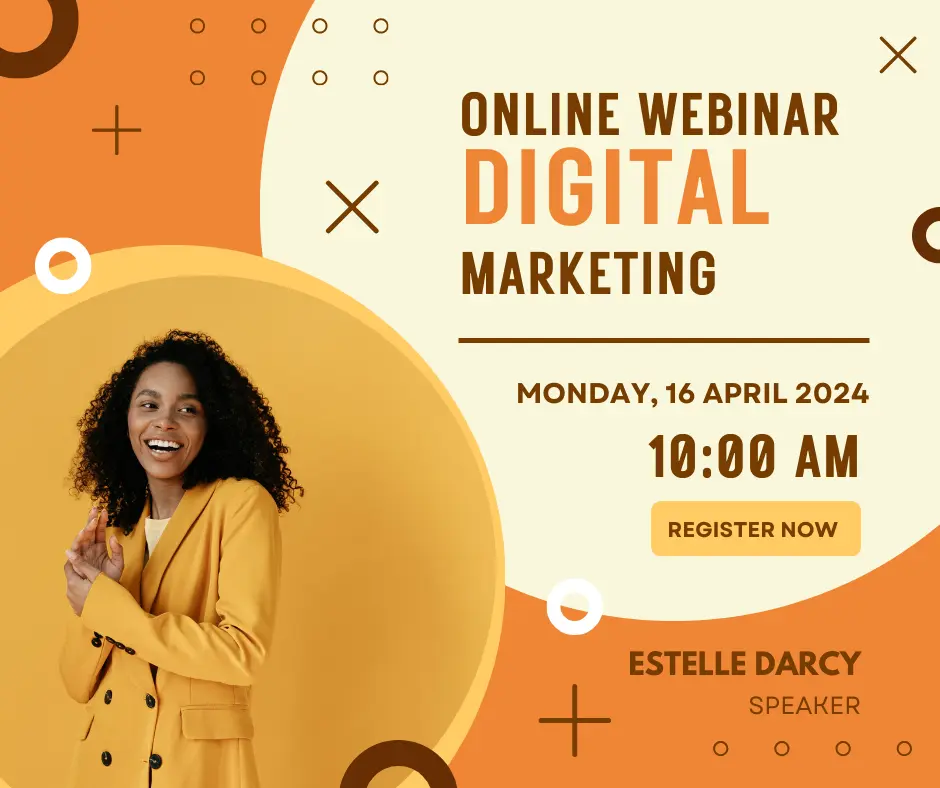 ONLINE WEBINAR
DIGITAL
MARKETING
MONDAY, 16 APRIL 2024
10:00 AM
REGISTER NOW
ESTELLE DARCY
SPEAKER